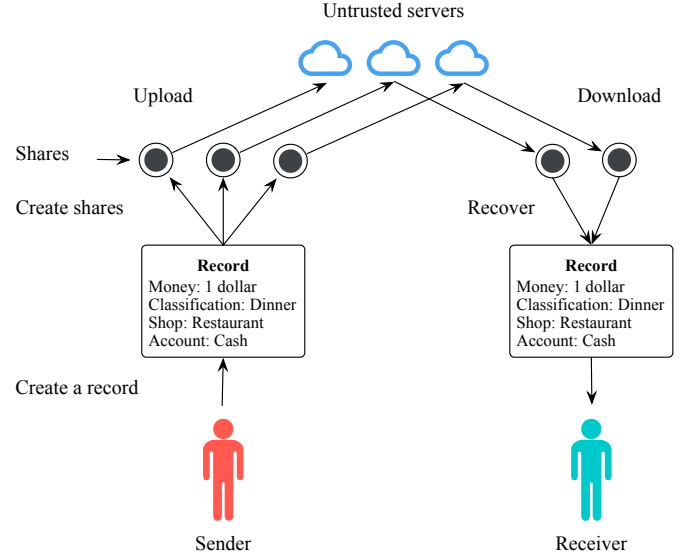 Untrusted servers
Upload
Download
Shares
Create shares
Recover
Record
Money: 1 dollar
Classification: Dinner
Shop: Restaurant
Account: Cash
Record
Money: 1 dollar
Classification: Dinner
Shop: Restaurant
Account: Cash
Create a record
Sender
Receiver